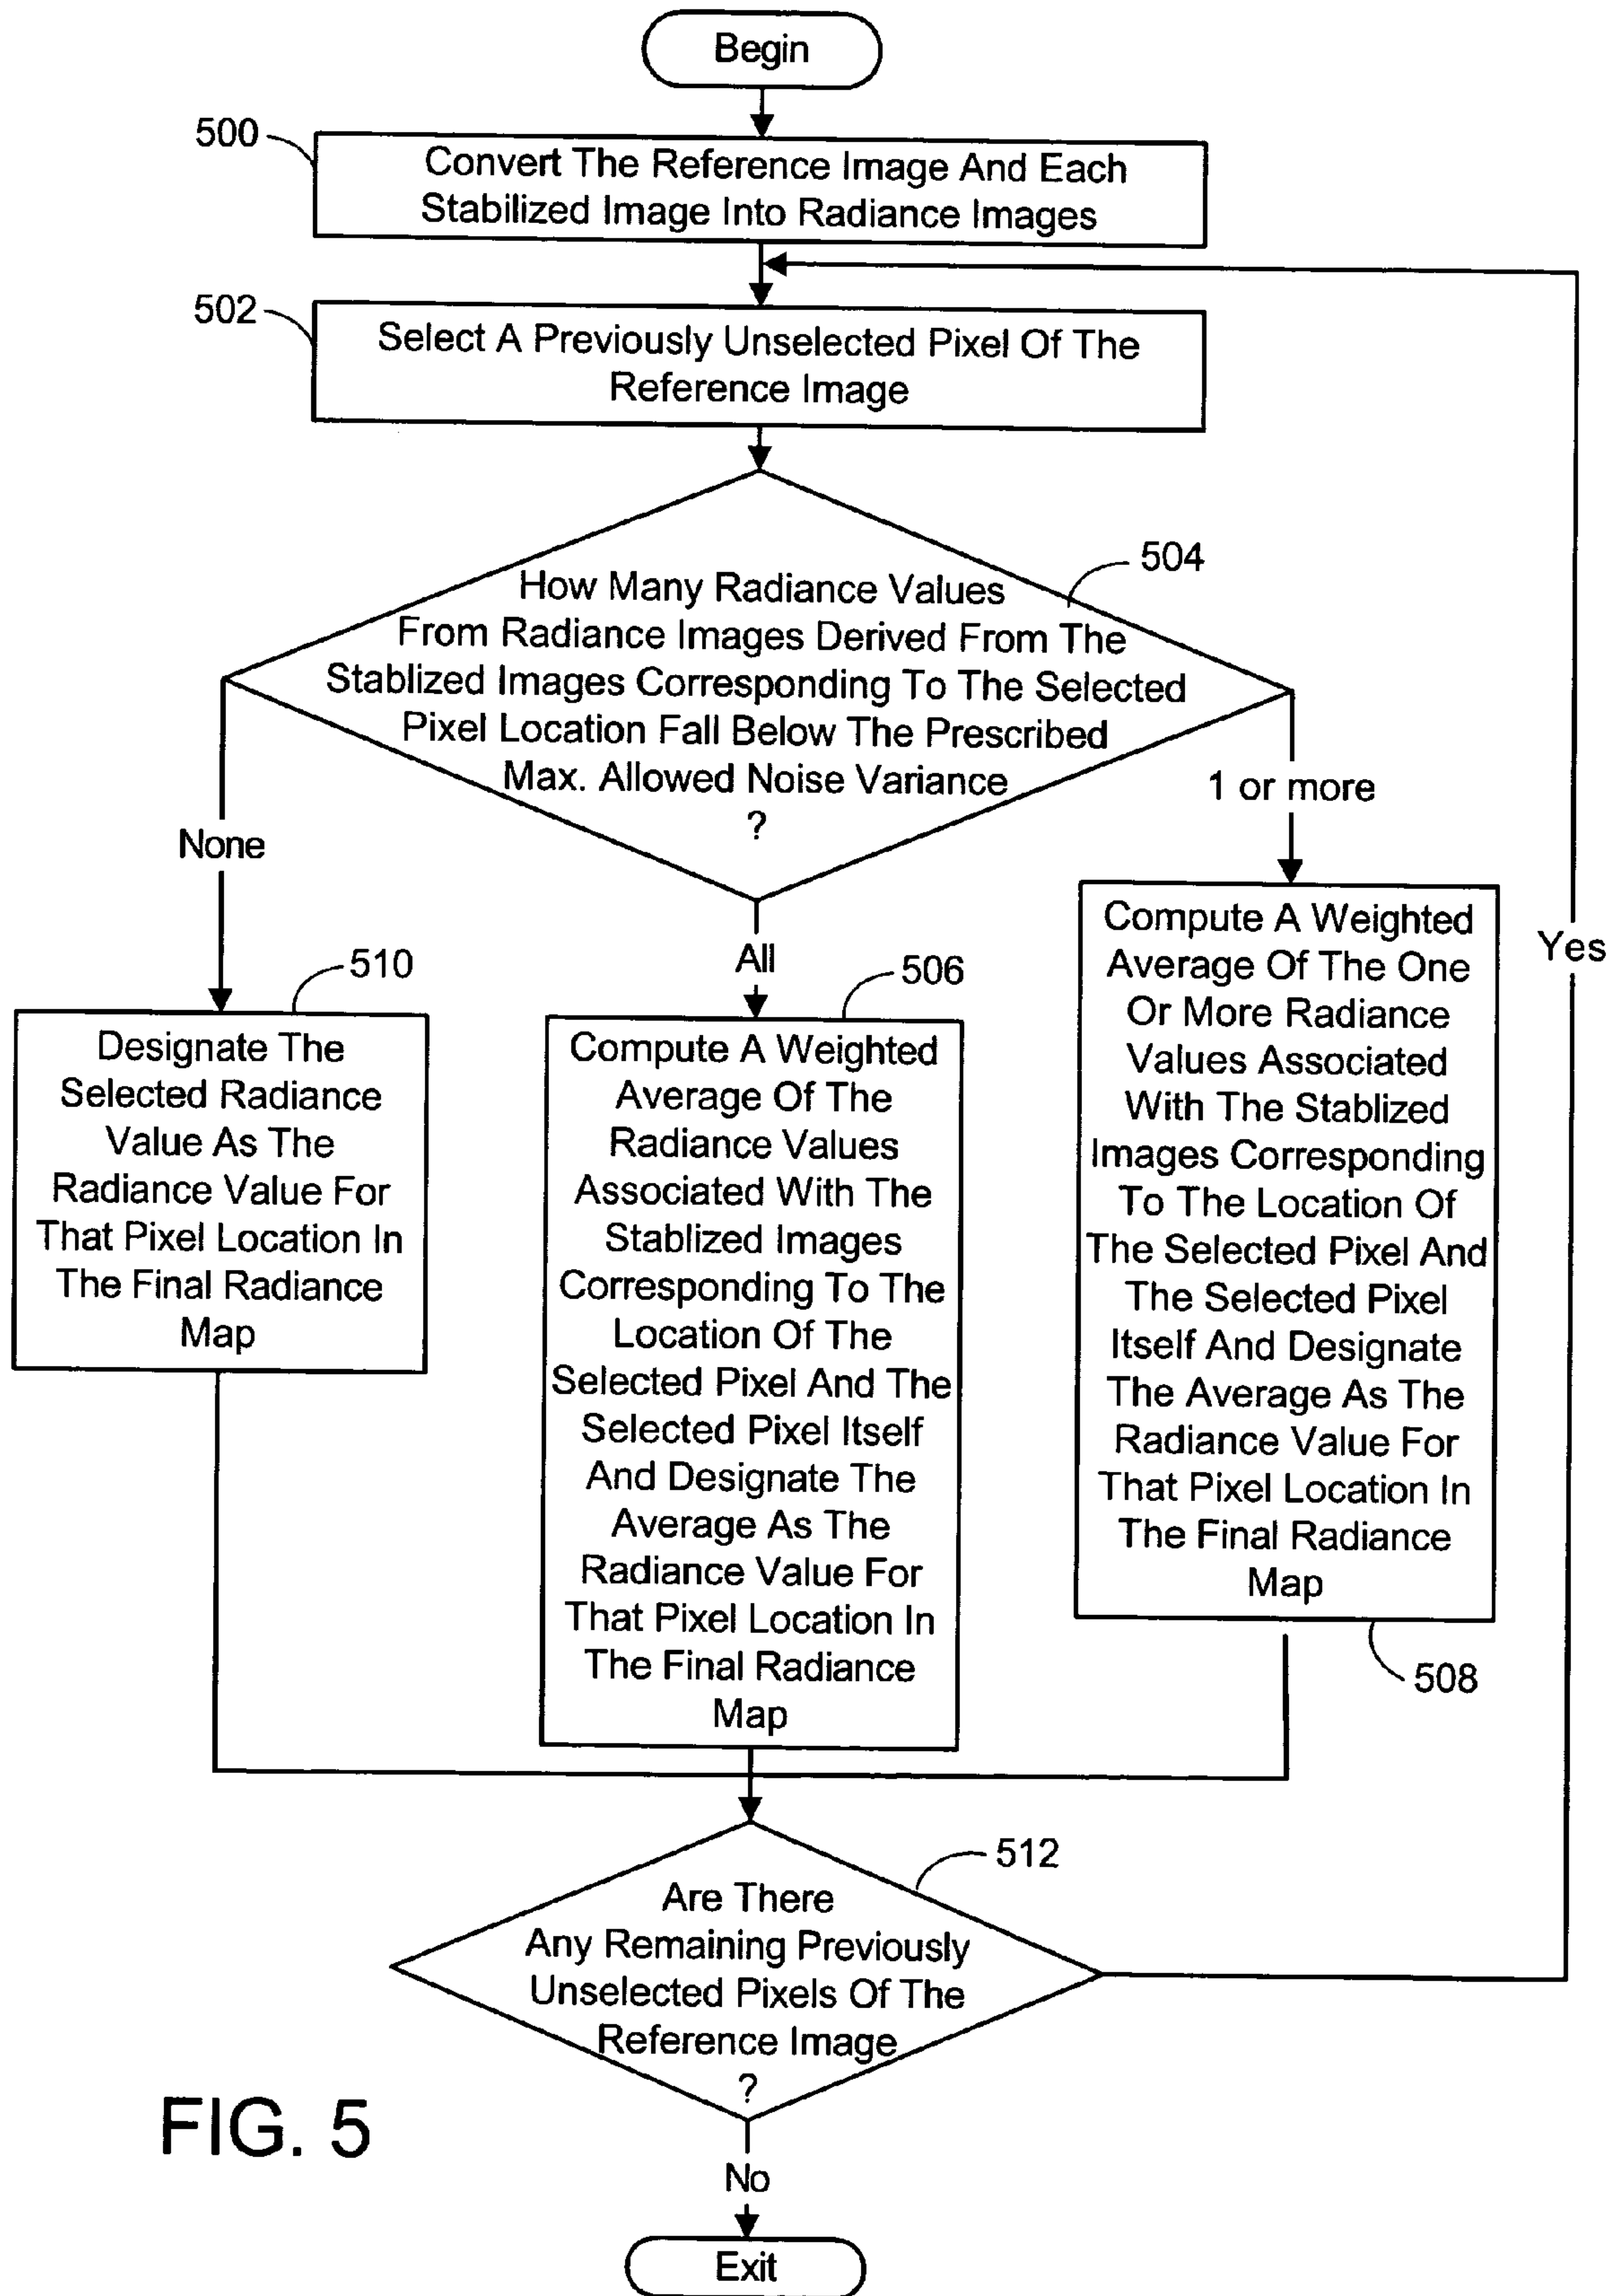 Begin
500
Convert The Reference Image And Each
Stabilized Image Into Radiance Images
502
Select A Previously Unselected Pixel Of The
Reference Image
504
How Many Radiance Values
From Radiance Images Derived From The
Stablized Images Corresponding To The Selected
Pixel Location Fall Below The Prescribed
Max. Allowed Noise Variance
?
None
All
1 or more
Yes
510
Designate The
Selected Radiance
Value As The
Radiance Value For
That Pixel Location In
The Final Radiance
Map
506
Compute A Weighted
Average Of The
Radiance Values
Associated With The
Stablized Images
Corresponding To The
Location Of The
Selected Pixel And The
Selected Pixel Itself
And Designate The
Average As The
Radiance Value For
That Pixel Location In
The Final Radiance
Map
Compute A Weighted
Average Of The One
Or More Radiance
Values Associated
With The Stablized
Images Corresponding
To The Location Of
The Selected Pixel And
The Selected Pixel
Itself And Designate
The Average As The
Radiance Value For
That Pixel Location In
The Final Radiance
Map
508
512
Are There
Any Remaining Previously
Unselected Pixels Of The
Reference Image
?
No
Exit
FIG. 5